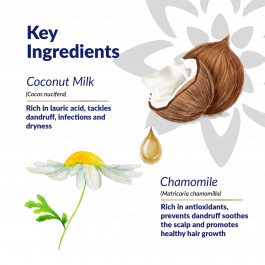 Key
Ingredients
Coconut Milk
(Cocos nucifera)
Rich in lauric acid, tackles
dandruff, infections and
dryness
Chamomile
(Matricaria chamomilla)
Rich in antioxidants,
prevents dandruff soothes
the scalp and promotes
healthy hair growth